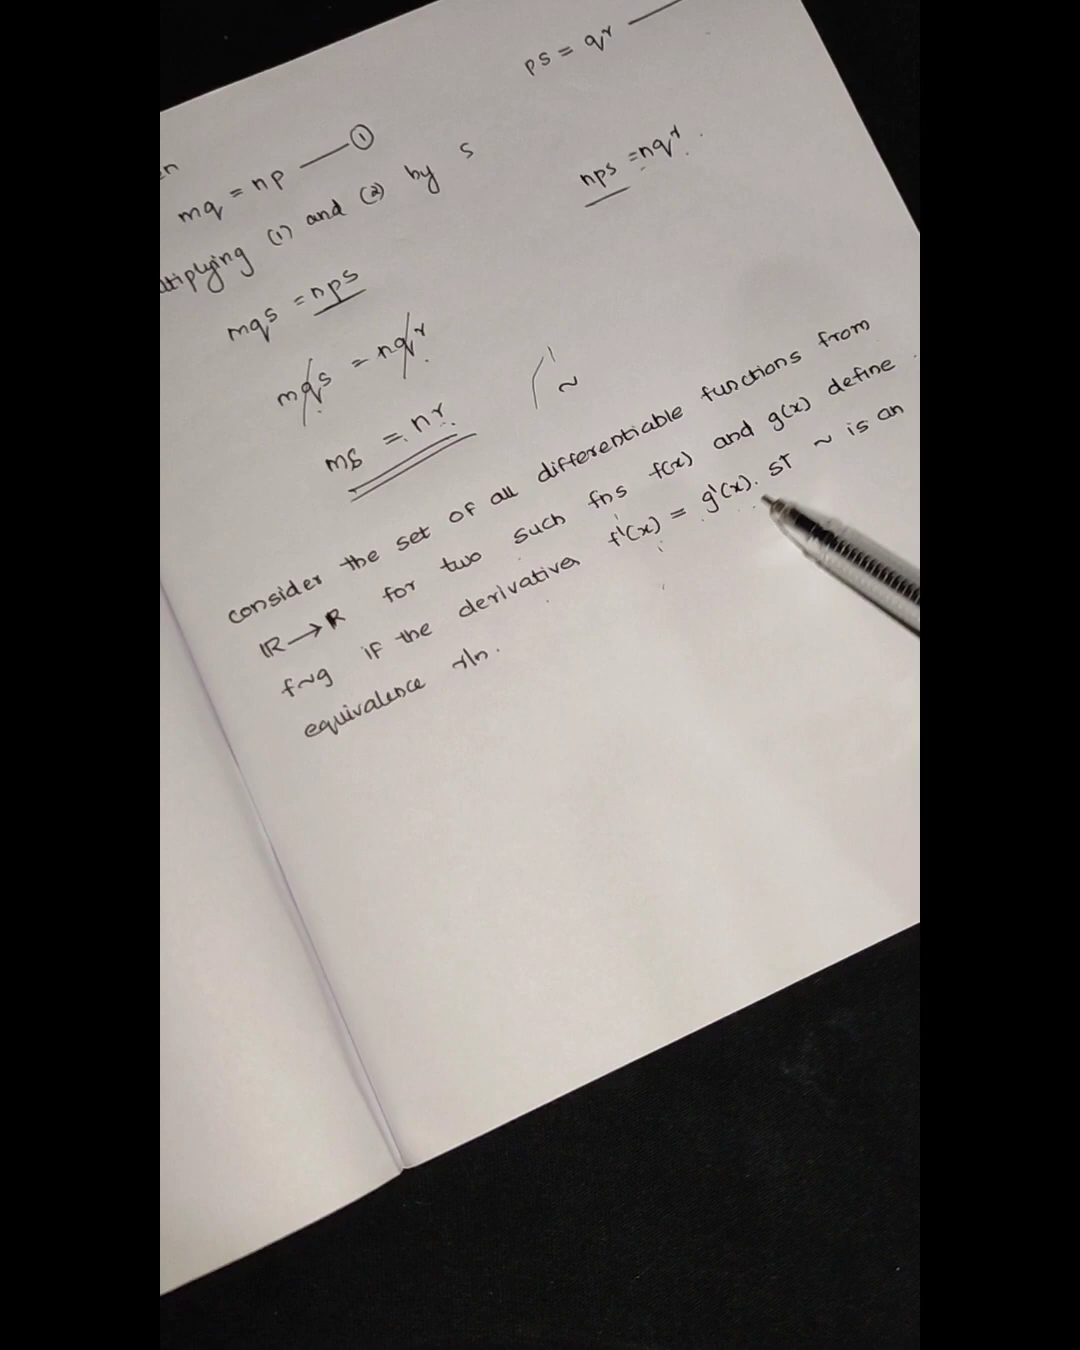 ps = qr
mq = np — ①
(1) and (2) by s
mqs = nps
nps = nqr.
mqs = nqr
ms = nr
~
consider the set of all differentiable functions from
IR → R for two such fns f(x) and g(x) define
f~g if the derivatives f'(x) = g'(x). ST ~ is an
equivalence r/n.